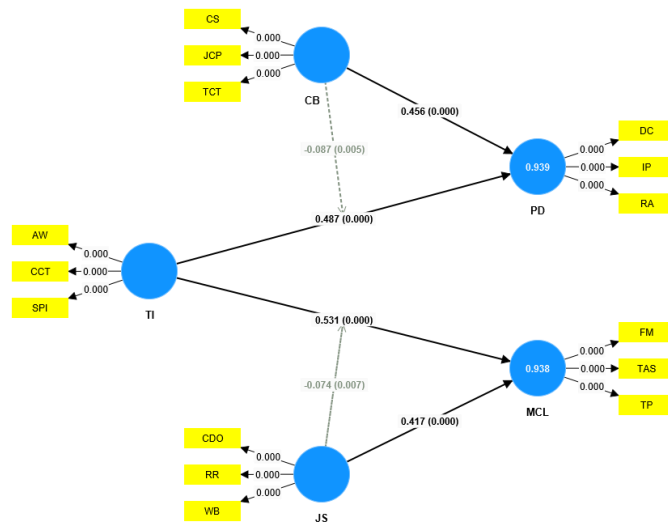 CS
0.000
JCP
0.000
0.000
TCT
CB
0.456 (0.000)
DC
0.000
0.939
0.000
IP
0.000
RA
PD
-0.087 (0.005)
0.487 (0.000)
AW
0.000
CCT
0.000
0.000
SPI
TI
0.531 (0.000)
FM
0.000
0.938
0.000
TAS
0.000
TP
MCL
-0.074 (0.007)
0.417 (0.000)
CDO
0.000
RR
0.000
0.000
WB
JS